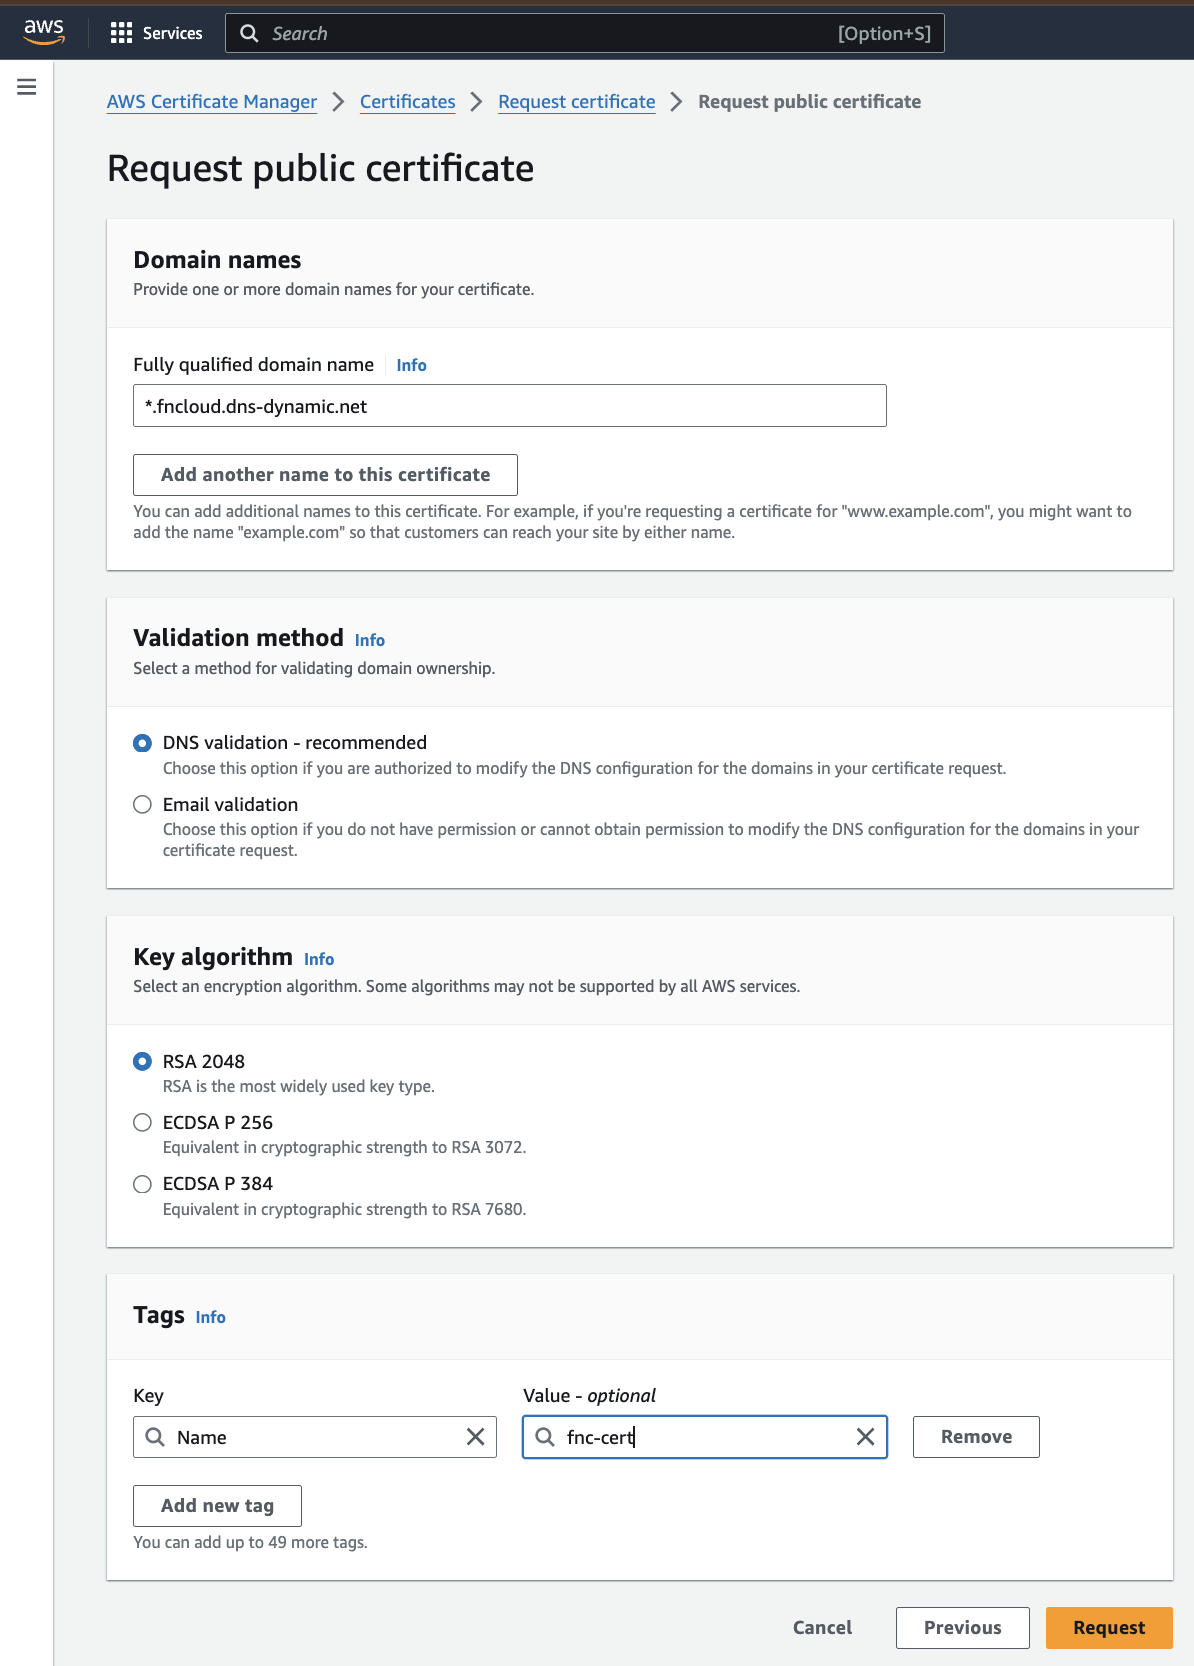 aws
Services
Search
[Option+S]
AWS Certificate Manager > Certificates > Request certificate > Request public certificate
Request public certificate
Domain names
Provide one or more domain names for your certificate.
Fully qualified domain name Info
*.fncloud.dns-dynamic.net
Add another name to this certificate
You can add additional names to this certificate. For example, if you're requesting a certificate for "www.example.com", you might want to
add the name "example.com" so that customers can reach your site by either name.
Validation method Info
Select a method for validating domain ownership.
DNS validation - recommended
Choose this option if you are authorized to modify the DNS configuration for the domains in your certificate request.
Email validation
Choose this option if you do not have permission or cannot obtain permission to modify the DNS configuration for the domains in your
certificate request.
Key algorithm Info
Select an encryption algorithm. Some algorithms may not be supported by all AWS services.
RSA 2048
RSA is the most widely used key type.
ECDSA P 256
Equivalent in cryptographic strength to RSA 3072.
ECDSA P 384
Equivalent in cryptographic strength to RSA 7680.
Tags Info
Key
Value - optional
Name
fnc-cert
Remove
Add new tag
You can add up to 49 more tags.
Cancel
Previous
Request